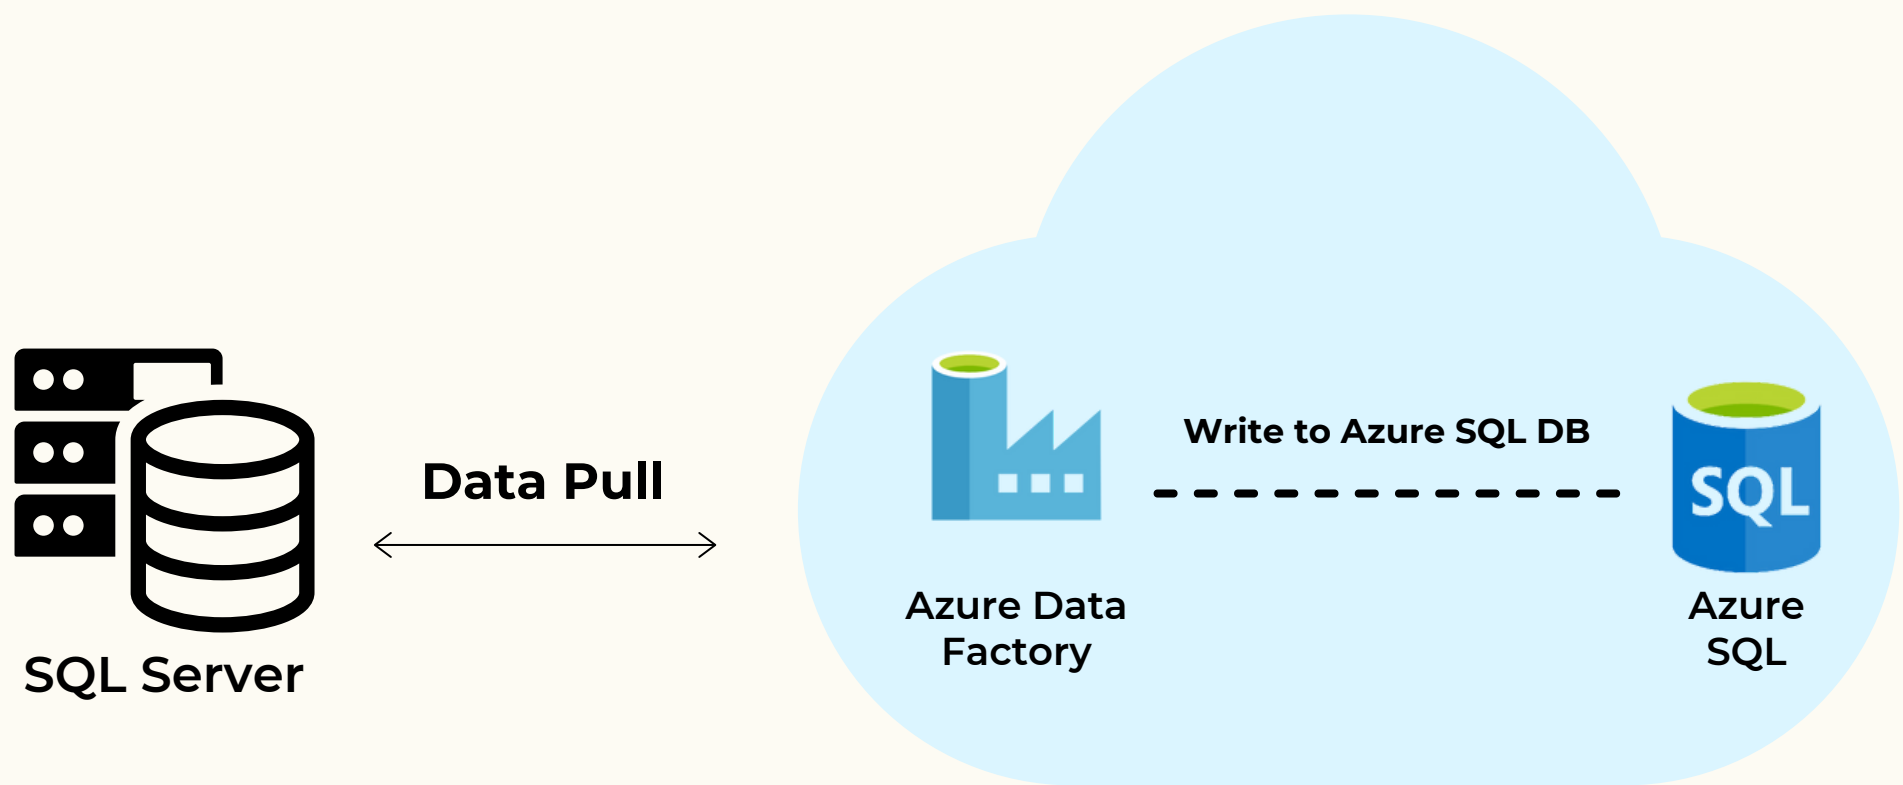 Data Pull
SQL Server
Write to Azure SQL DB
SQL
Azure Data
Factory
Azure
SQL